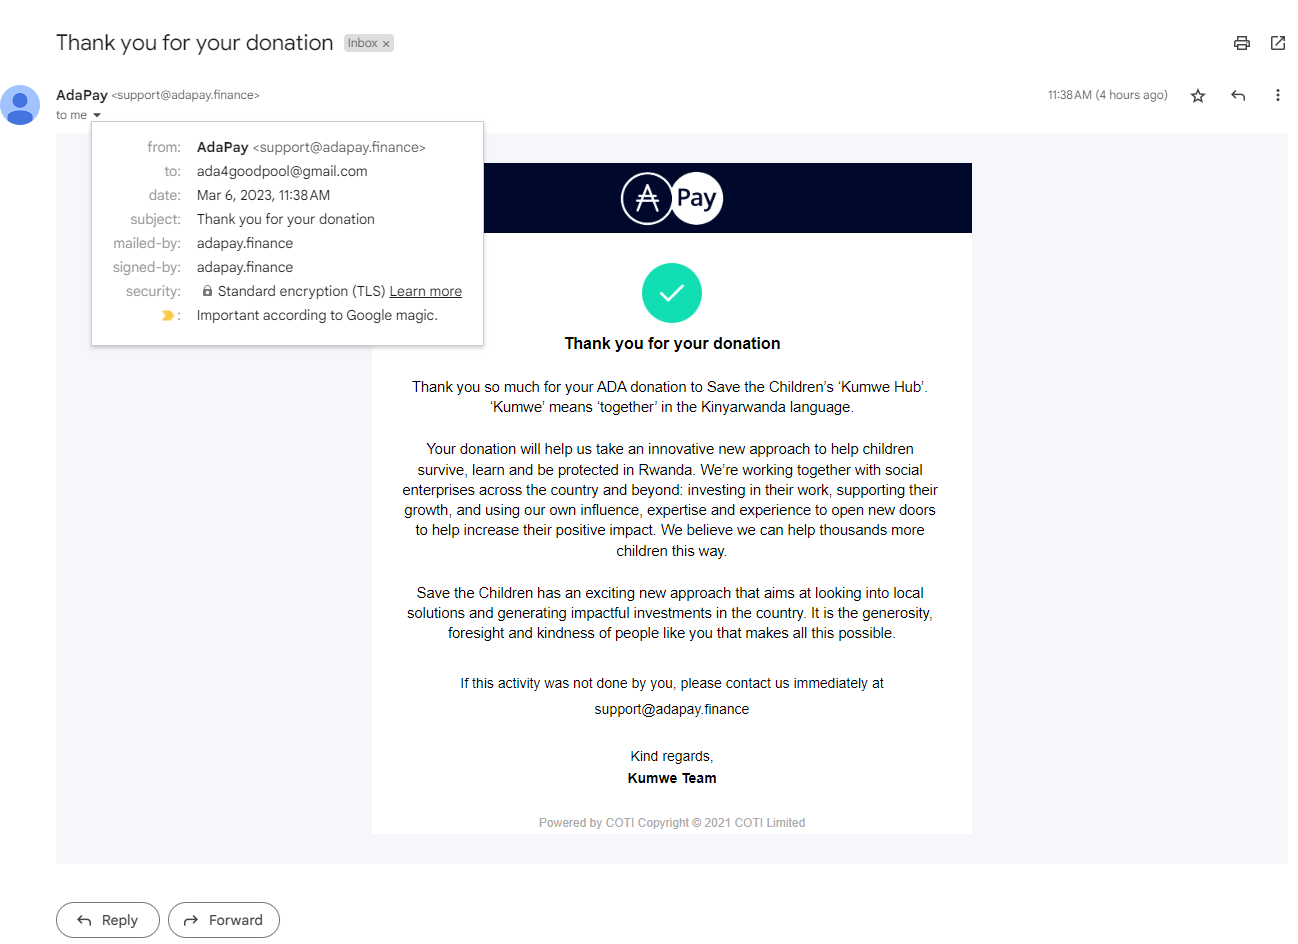 Thank you for your donation Inbox ×
AdaPay <support@adapay.finance> 11:38 AM (4 hours ago)
to me
from: AdaPay <support@adapay.finance>
to: ada4goodpool@gmail.com
date: Mar 6, 2023, 11:38 AM
subject: Thank you for your donation
mailed-by: adapay.finance
signed-by: adapay.finance
security: Standard encryption (TLS) Learn more
: Important according to Google magic.
Pay
Thank you for your donation
Thank you so much for your ADA donation to Save the Children’s ‘Kumwe Hub’.
‘Kumwe’ means ‘together’ in the Kinyarwanda language.
Your donation will help us take an innovative new approach to help children
survive, learn and be protected in Rwanda. We’re working together with social
enterprises across the country and beyond: investing in their work, supporting their
growth, and using our own influence, expertise and experience to open new doors
to help increase their positive impact. We believe we can help thousands more
children this way.
Save the Children has an exciting new approach that aims at looking into local
solutions and generating impactful investments in the country. It is the generosity,
foresight and kindness of people like you that makes all this possible.
If this activity was not done by you, please contact us immediately at
support@adapay.finance
Kind regards,
Kumwe Team
Powered by COTI Copyright © 2021 COTI Limited
Reply Forward